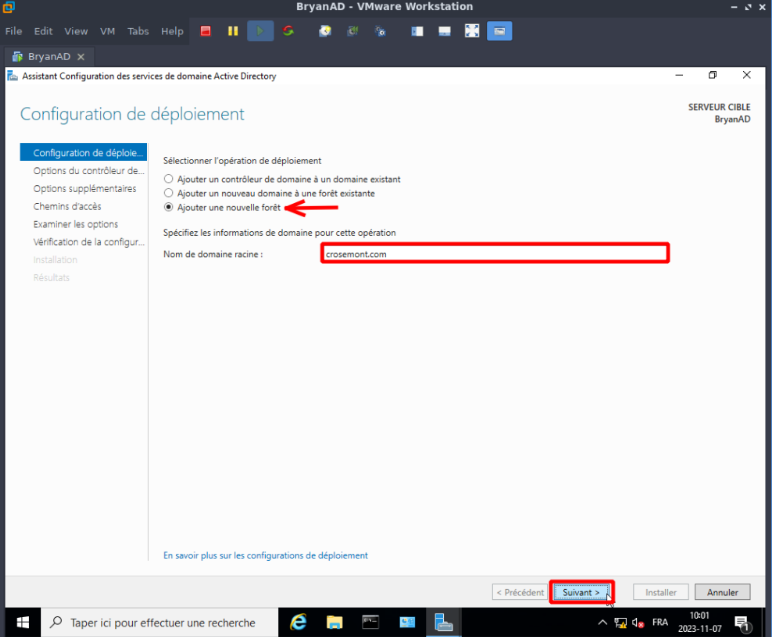 BryanAD - VMware Workstation
File Edit View VM Tabs Help
BryanAD
Assistant Configuration des services de domaine Active Directory
Configuration de déploiement
SERVEUR CIBLE
BryanAD
Configuration de déploie...
Options du contrôleur de...
Options supplémentaires
Chemins d'accès
Examiner les options
Vérification de la configur...
Installation
Résultats
Sélectionner l'opération de déploiement
Ajouter un contrôleur de domaine à un domaine existant
Ajouter un nouveau domaine à une forêt existante
Ajouter une nouvelle forêt
Spécifiez les informations de domaine pour cette opération
Nom de domaine racine :
crosemont.com
En savoir plus sur les configurations de déploiement
< Précédent
Suivant >
Installer
Annuler
Taper ici pour effectuer une recherche
FRA
10:01
2023-11-07
1